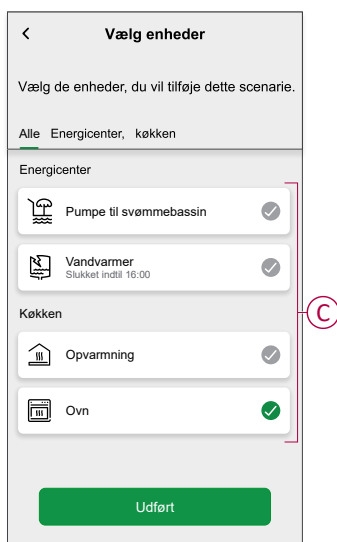 Vælg enheder
Vælg de enheder, du vil tilføje dette scenarie.
Alle Energicenter, køkken
Energicenter
Pumpe til svømmebassin
Vandvarmer
Slukket indtil 16:00
Køkken
Opvarmning
Ovn
C
Udført